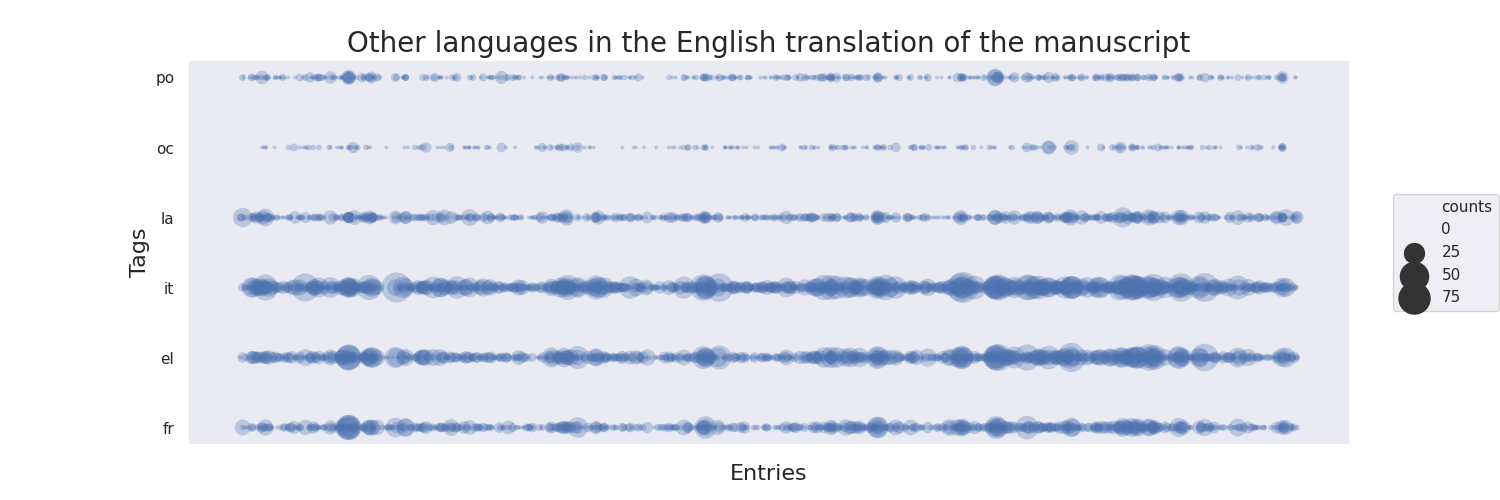 Other languages in the English translation of the manuscript
po
oc
la
it
el
fr
Tags
Entries
counts
0
25
50
75